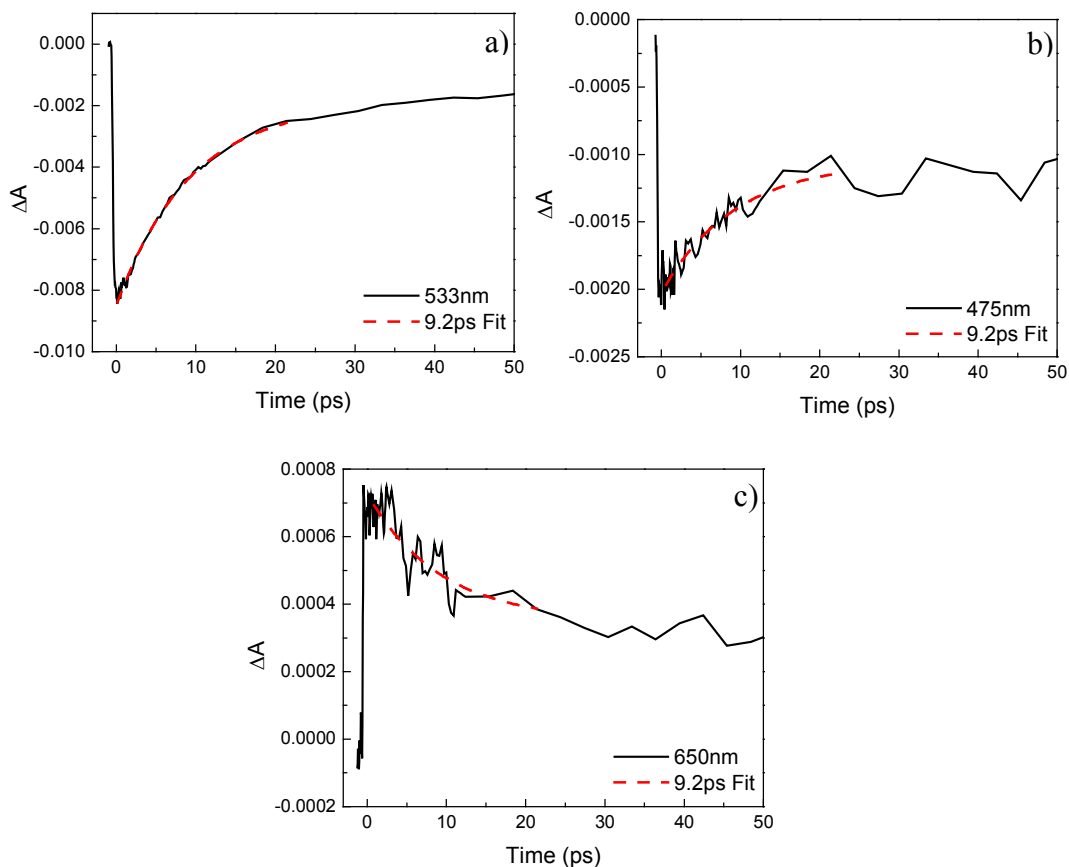 a)
0.000
-0.002
-0.004
-0.006
-0.008
-0.010
ΔA
533nm
9.2ps Fit
0 10 20 30 40 50
Time (ps)
b)
0.0000
-0.0005
-0.0010
-0.0015
-0.0020
-0.0025
ΔA
475nm
9.2ps Fit
0 10 20 30 40 50
Time (ps)
c)
0.0008
0.0006
0.0004
0.0002
0.0000
-0.0002
ΔA
650nm
9.2ps Fit
0 10 20 30 40 50
Time (ps)